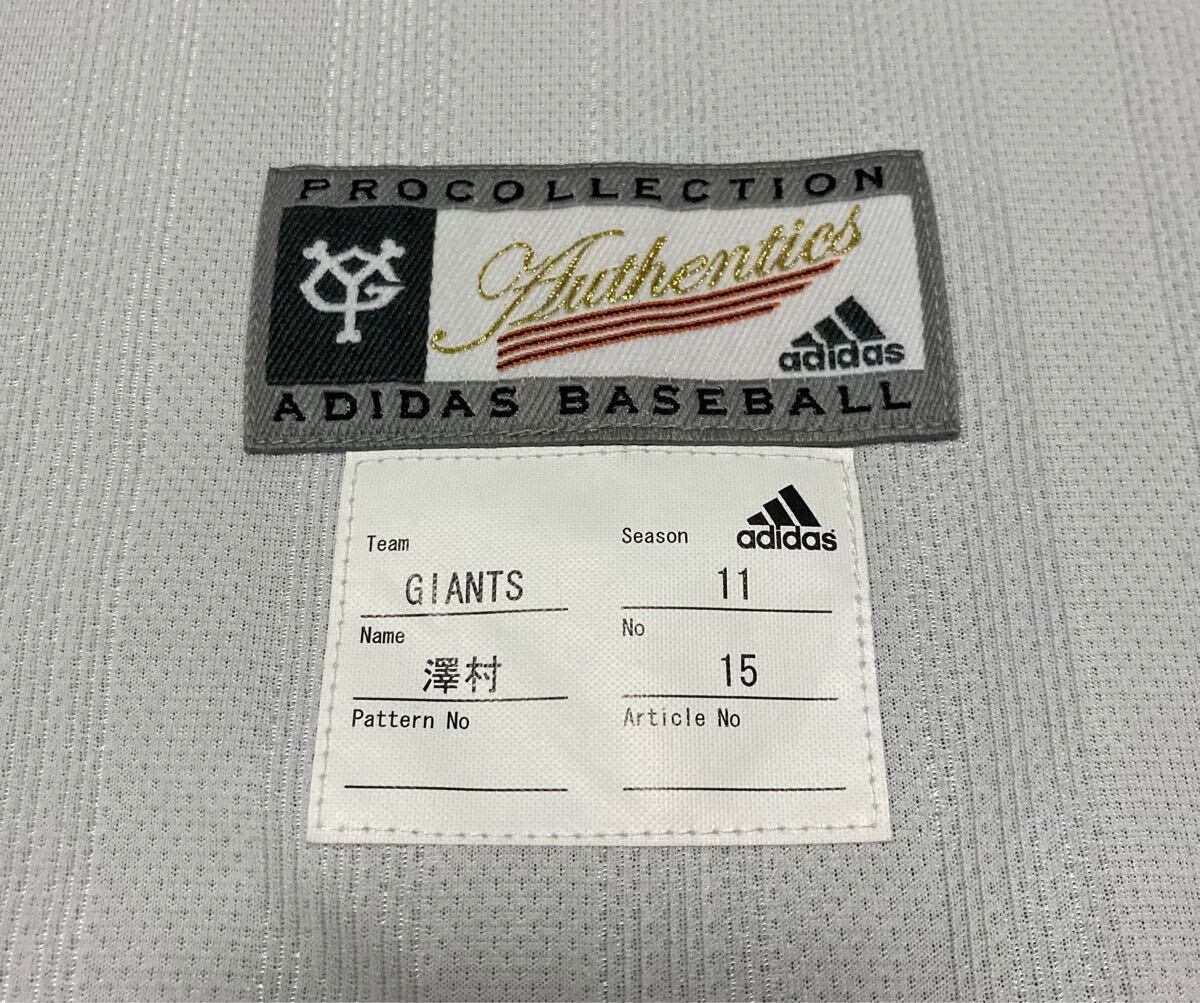 PROCOLLECTION
YG
Authentics
adidas
ADIDAS BASEBALL
adidas
Team Season
GIANTS 11
Name No
澤村 15
Pattern No Article No